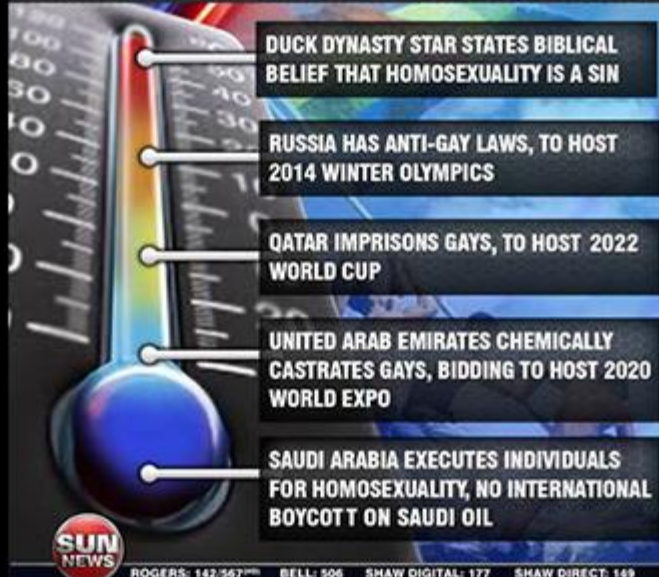 DUCK DYNASTY STAR STATES BIBLICAL
BELIEF THAT HOMOSEXUALITY IS A SIN
RUSSIA HAS ANTI-GAY LAWS, TO HOST
2014 WINTER OLYMPICS
QATAR IMPRISONS GAYS, TO HOST 2022
WORLD CUP
UNITED ARAB EMIRATES CHEMICALLY
CASTRATES GAYS, BIDDING TO HOST 2020
WORLD EXPO
SAUDI ARABIA EXECUTES INDIVIDUALS
FOR HOMOSEXUALITY, NO INTERNATIONAL
BOYCOTT ON SAUDI OIL
SUN
NEWS
ROGERS: 142/567 BELL: 506 SHAW DIGITAL: 177 SHAW DIRECT: 149